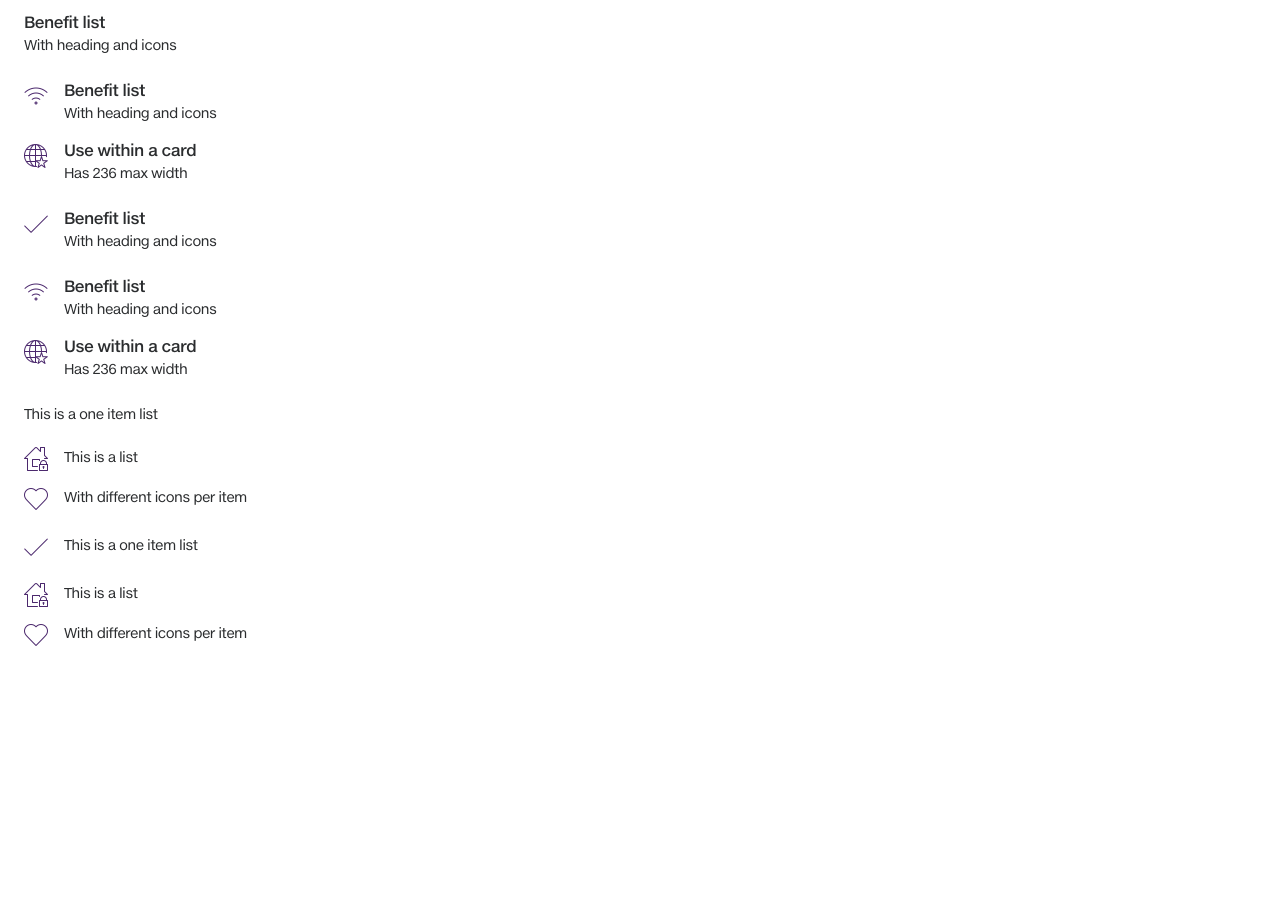 Benefit list
With heading and icons
Benefit list
With heading and icons
Use within a card
Has 236 max width
Benefit list
With heading and icons
Benefit list
With heading and icons
Use within a card
Has 236 max width
This is a one item list
This is a list
With different icons per item
This is a one item list
This is a list
With different icons per item